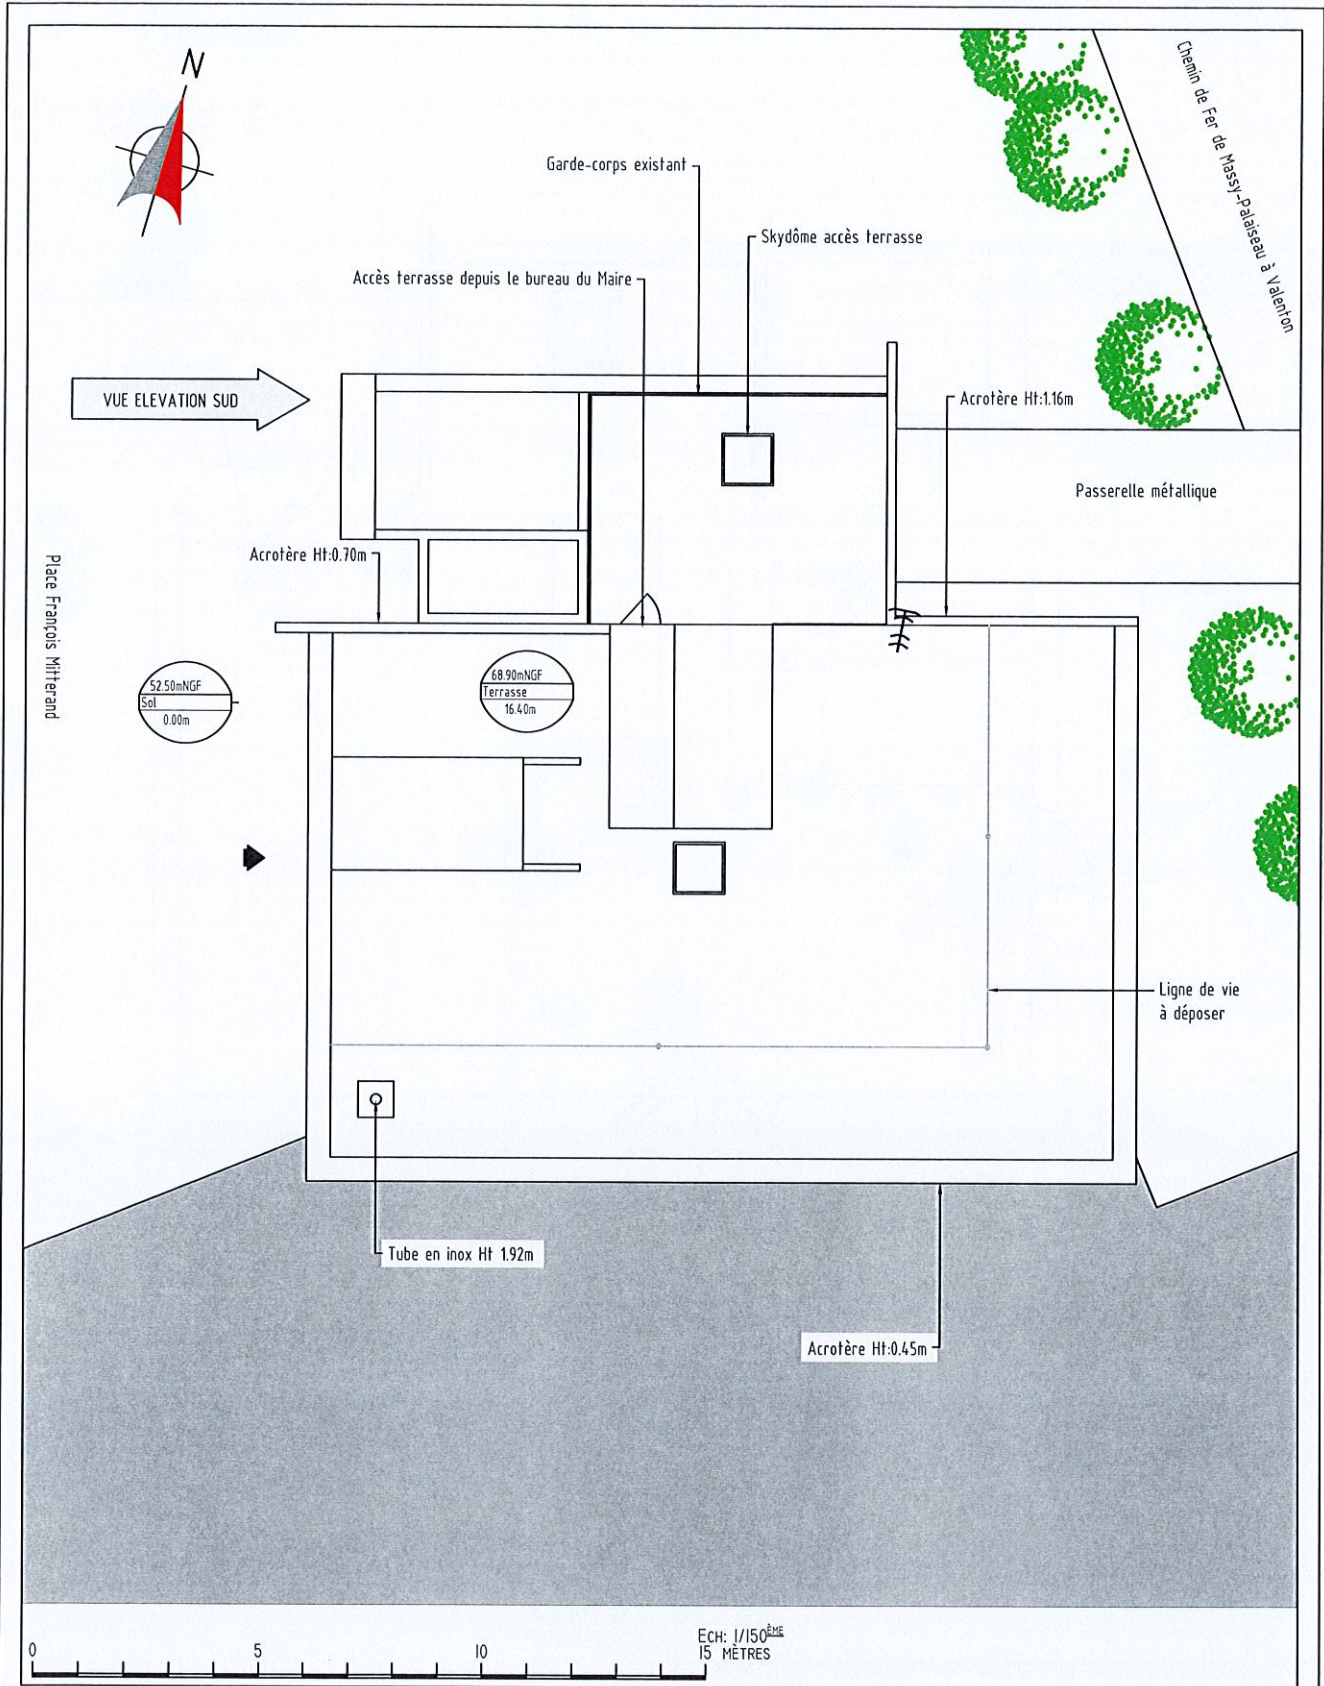 N
Chemin de Fer de Massy-Palaiseau à Valenton
Garde-corps existant
Skydôme accès terrasse
Accès terrasse depuis le bureau du Maire
VUE ELEVATION SUD
Acrotère Ht:1.16m
Passerelle métallique
Acrotère Ht:0.70m
Place François Mitterand
52.50mNGF
Sol
0.00m
68.90mNGF
Terrasse
16.40m
Ligne de vie
à déposer
Tube en inox Ht 1.92m
Acrotère Ht:0.45m
ECH: 1/150ÈME
0 5 10 15 MÈTRES